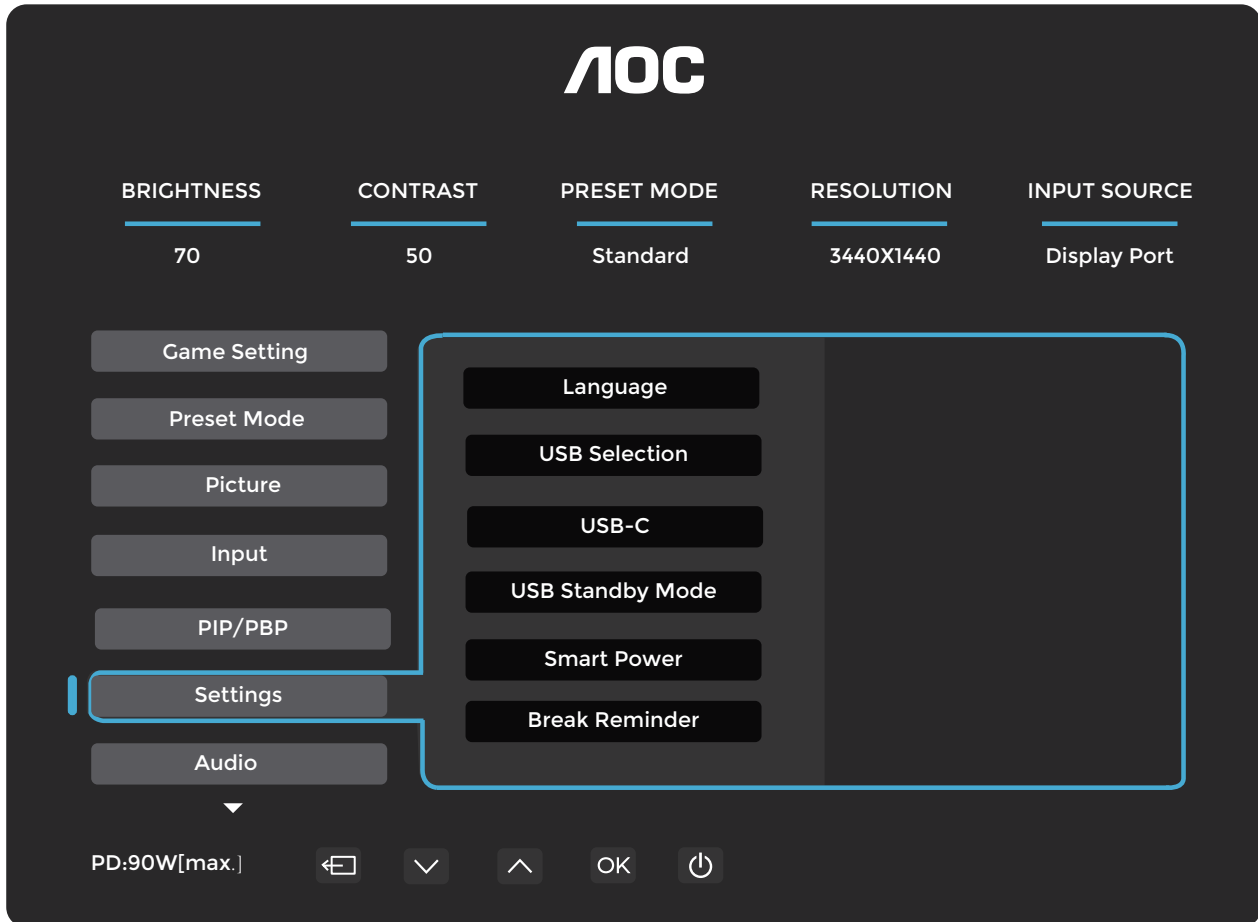 AOC
BRIGHTNESS CONTRAST PRESET MODE RESOLUTION INPUT SOURCE
70 50 Standard 3440X1440 Display Port
Game Setting
Preset Mode
Picture
Input
PIP/PBP
Settings
Audio
Language
USB Selection
USB-C
USB Standby Mode
Smart Power
Break Reminder
PD:90W[max.]
OK